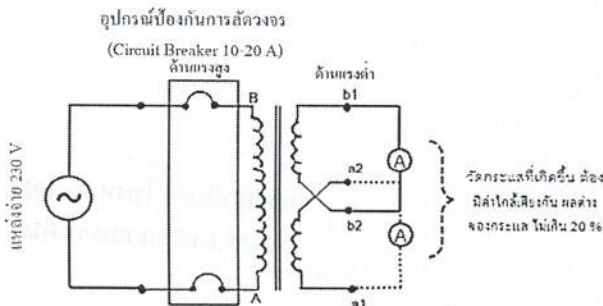 อุปกรณ์ป้องกันการลัดวงจร
(Circuit Breaker 10-20 A)
ด้านแรงสูง
ด้านแรงต่ำ
B
b1
A
a2
วัดกระแสที่เกิดขึ้น ต้อง
มีค่าใกล้เคียงกัน ผลต่าง
ของกระแส ไม่เกิน 20 %
b2
A
A
a1
แหล่งจ่าย 230 V